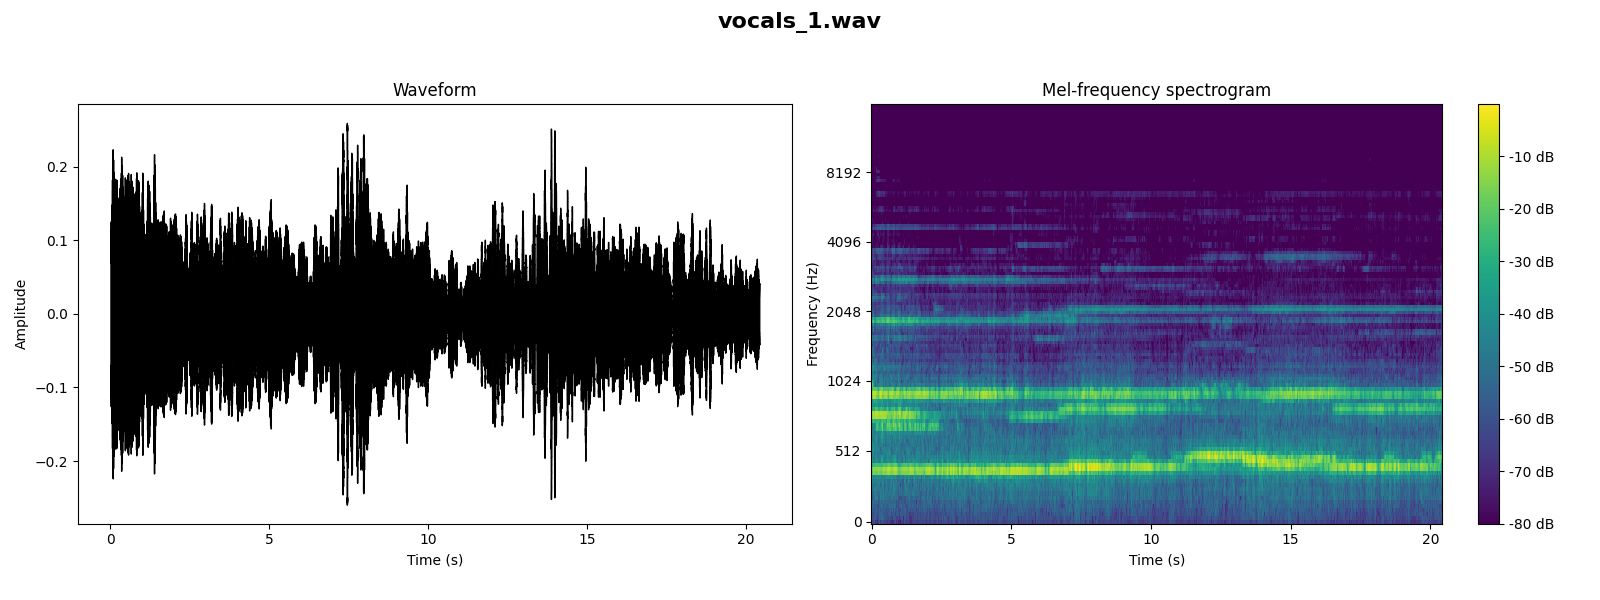 vocals_1.wav
Waveform
Amplitude
0.2
0.1
0.0
−0.1
−0.2
0 5 10 15 20
Time (s)
Mel-frequency spectrogram
Frequency (Hz)
8192
4096
2048
1024
512
0
0 5 10 15 20
Time (s)
-10 dB
-20 dB
-30 dB
-40 dB
-50 dB
-60 dB
-70 dB
-80 dB